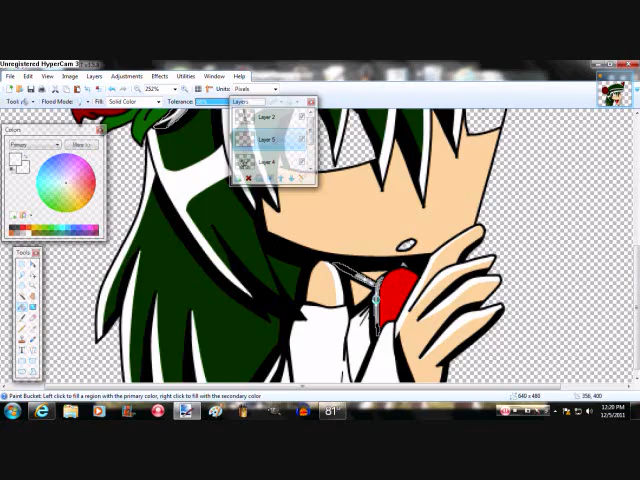 Unregistered HyperCam 3
File Edit View Image Layers Adjustments Effects Utilities Window Help
252% Units: Pixels
Tool: Flood Mode: Fill: Solid Color Tolerance:
Layers
Layer 2
Layer 5
Layer 4
Colors
Primary More >>
Tools
Paint Bucket: Left click to fill a region with the primary color, right click to fill with the secondary color
640 x 480
356, 400
81°
12:20 PM
12/5/2011